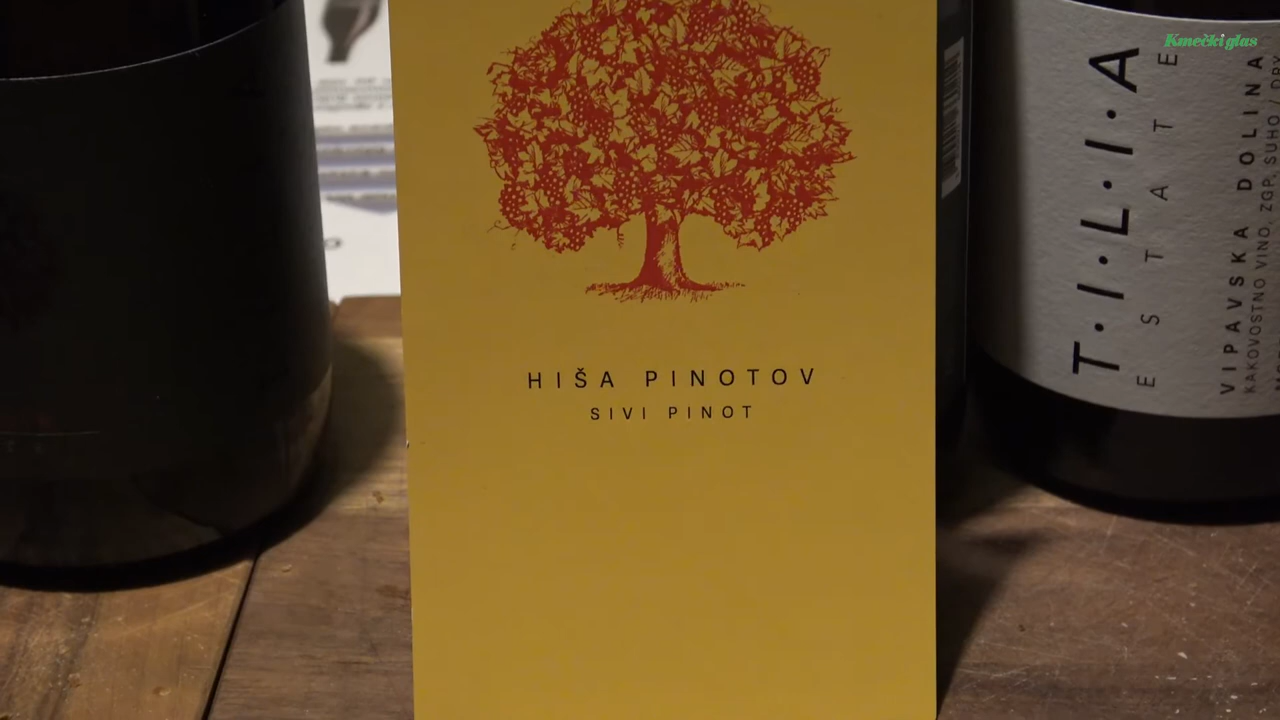 HIŠA PINOTOV
SIVI PINOT
T·I·L·I·A
ESTATE
VIPAVSKA DOLINA
KAKOVOSTNO VINO, ZGP, SUHO / DRY
Kmečki glas